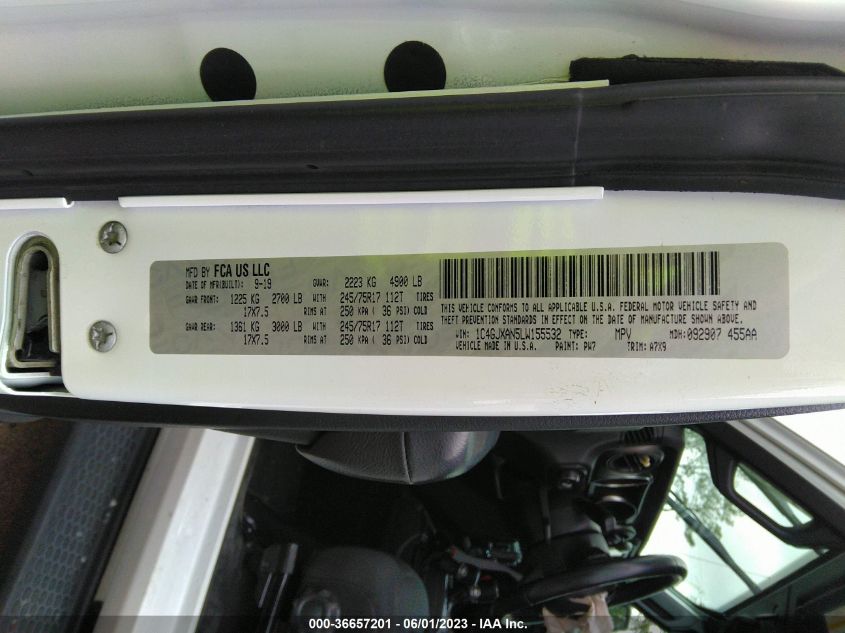 MFD BY FCA US LLC
DATE OF MFR(BUILT): 9-19 GVWR: 2223 KG 4900 LB
GAWR FRONT: 1225 KG 2700 LB WITH 245/75R17 112T TIRES
17X7.5 RIMS AT 250 KPA ( 36 PSI) COLD
GAWR REAR: 1361 KG 3000 LB WITH 245/75R17 112T TIRES
17X7.5 RIMS AT 250 KPA ( 36 PSI) COLD
THIS VEHICLE CONFORMS TO ALL APPLICABLE U.S.A. FEDERAL MOTOR VEHICLE SAFETY AND
THEFT PREVENTION STANDARDS IN EFFECT ON THE DATE OF MANUFACTURE SHOWN ABOVE.
VIN: 1C4GJXAN5LW155532 TYPE: MPV MDH: 092907 455AA
VEHICLE MADE IN U.S.A. PAINT: PW7 TRIM: A7X9
000-36657201 - 06/01/2023 - IAA Inc.